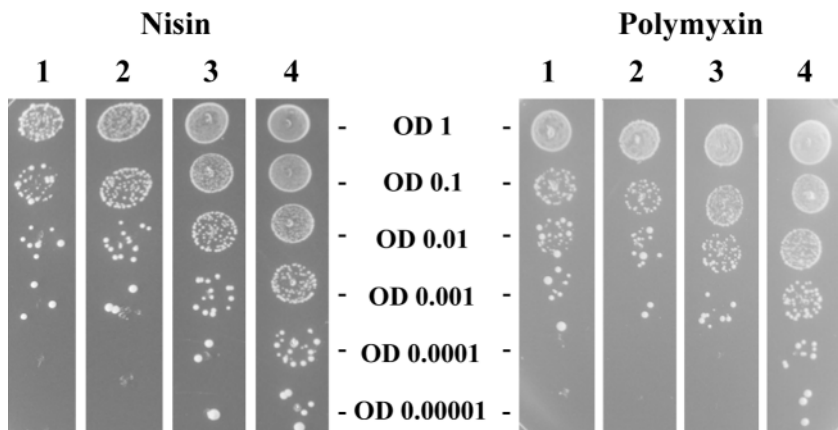 Nisin Polymyxin
1 2 3 4 1 2 3 4
- OD 1 -
- OD 0.1 -
- OD 0.01 -
- OD 0.001 -
- OD 0.0001 -
- OD 0.00001 -